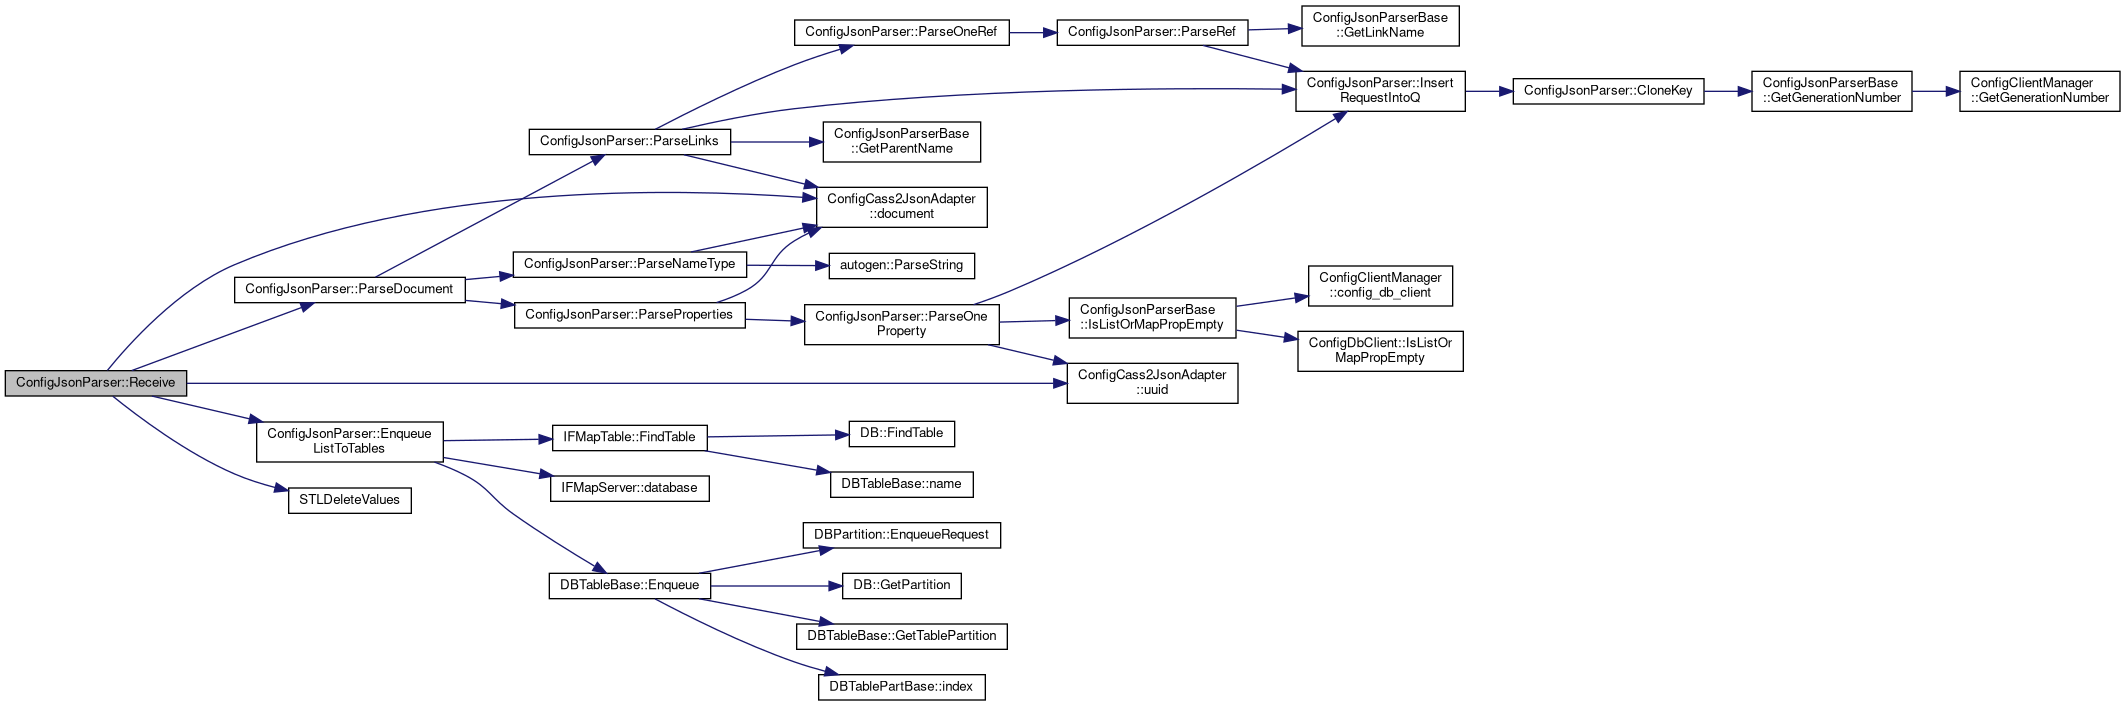 ConfigJsonParser::Receive
ConfigJsonParser::ParseDocument
ConfigJsonParser::ParseLinks
ConfigJsonParser::ParseOneRef
ConfigJsonParser::ParseRef
ConfigJsonParserBase
::GetLinkName
ConfigJsonParser::Insert
RequestIntoQ
ConfigJsonParser::CloneKey
ConfigJsonParserBase
::GetGenerationNumber
ConfigClientManager
::GetGenerationNumber
ConfigJsonParserBase
::GetParentName
ConfigCass2JsonAdapter
::document
ConfigJsonParser::ParseNameType
autogen::ParseString
ConfigJsonParser::ParseProperties
ConfigJsonParser::ParseOne
Property
ConfigJsonParserBase
::IsListOrMapPropEmpty
ConfigClientManager
::config_db_client
ConfigDbClient::IsListOr
MapPropEmpty
ConfigCass2JsonAdapter
::uuid
ConfigJsonParser::Enqueue
ListToTables
IFMapTable::FindTable
DB::FindTable
DBTableBase::name
IFMapServer::database
DBTableBase::Enqueue
DBPartition::EnqueueRequest
DB::GetPartition
DBTableBase::GetTablePartition
DBTablePartBase::index
STLDeleteValues